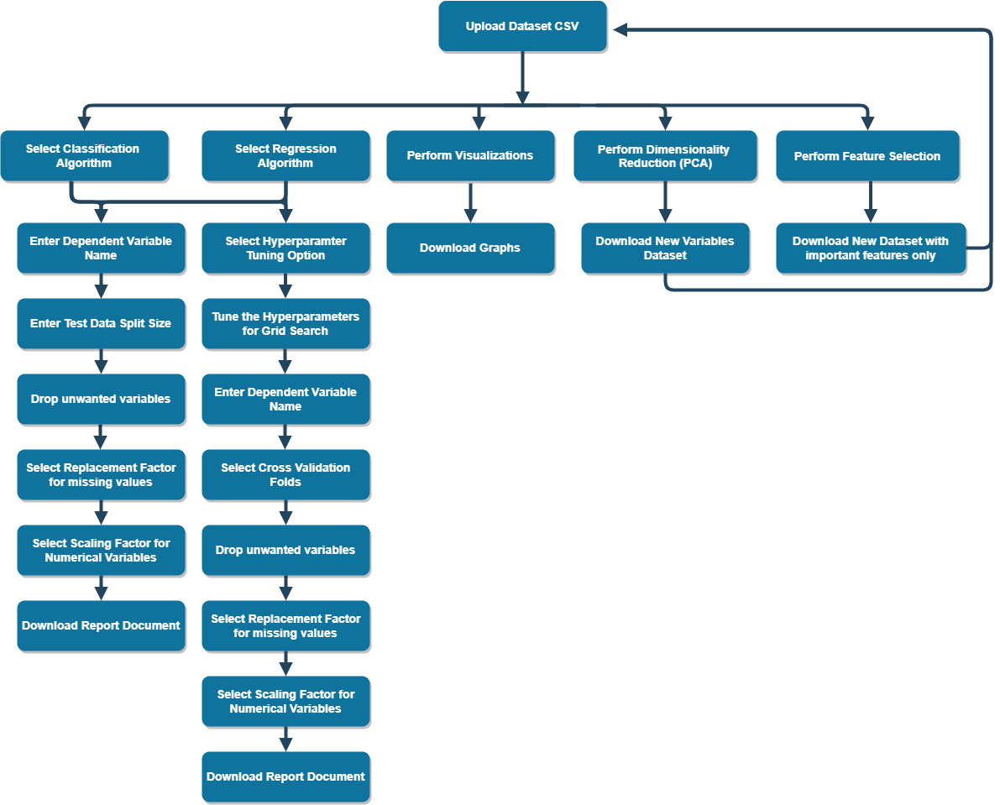 Upload Dataset CSV
Select Classification
Algorithm
Select Regression
Algorithm
Perform Visualizations
Perform Dimensionality
Reduction (PCA)
Perform Feature Selection
Enter Dependent Variable
Name
Select Hyperparamter
Tuning Option
Download Graphs
Download New Variables
Dataset
Download New Dataset with
important features only
Enter Test Data Split Size
Tune the Hyperparameters
for Grid Search
Drop unwanted variables
Enter Dependent Variable
Name
Select Replacement Factor
for missing values
Select Cross Validation
Folds
Select Scaling Factor for
Numerical Variables
Drop unwanted variables
Download Report Document
Select Replacement Factor
for missing values
Select Scaling Factor for
Numerical Variables
Download Report Document